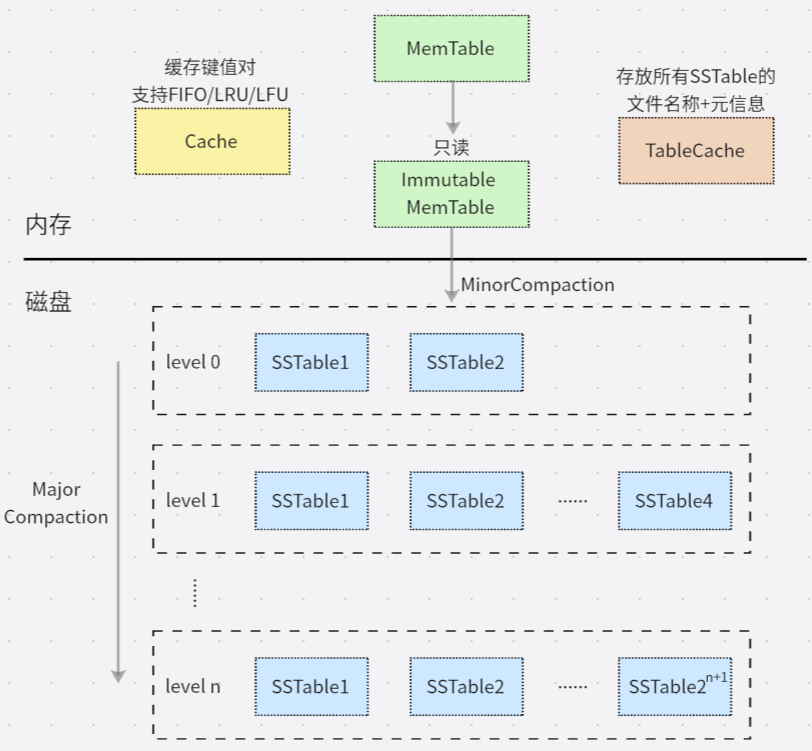 MemTable
缓存键值对
支持FIFO/LRU/LFU
存放所有SSTable的
文件名称+元信息
Cache
TableCache
只读
Immutable
MemTable
内存
MinorCompaction
磁盘
level 0
SSTable1
SSTable2
level 1
SSTable1
SSTable2
......
SSTable4
Major
Compaction
......
level n
SSTable1
SSTable2
......
SSTable2ⁿ⁺¹